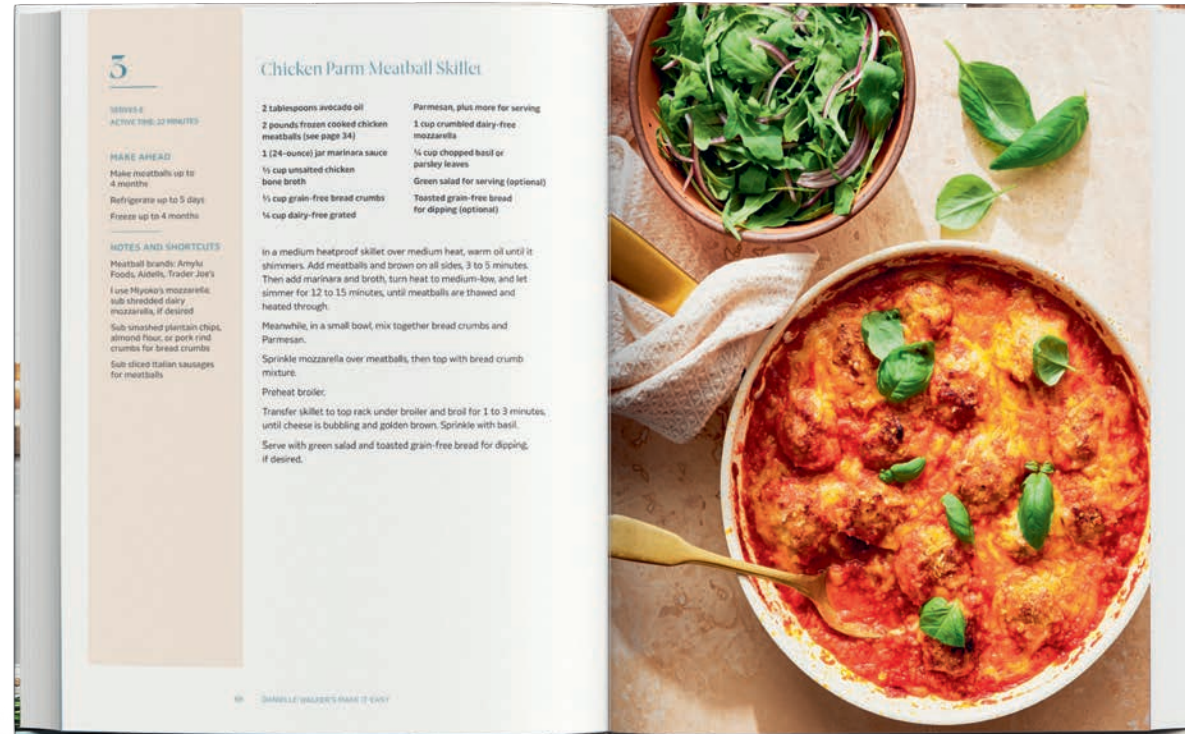 3
SERVES 6
ACTIVE TIME: 22 MINUTES
MAKE AHEAD
Make meatballs up to
4 months
Refrigerate up to 5 days
Freeze up to 4 months
NOTES AND SHORTCUTS
Meatball brands: Amylu
Foods, Aidells, Trader Joe's
I use Miyoko's mozzarella;
sub shredded dairy
mozzarella, if desired
Sub smashed plantain chips,
almond flour, or pork rind
crumbs for bread crumbs
Sub sliced Italian sausages
for meatballs
Chicken Parm Meatball Skillet
2 tablespoons avocado oil
2 pounds frozen cooked chicken
meatballs (see page 34)
1 (24-ounce) jar marinara sauce
⅓ cup unsalted chicken
bone broth
⅓ cup grain-free bread crumbs
¼ cup dairy-free grated
Parmesan, plus more for serving
1 cup crumbled dairy-free
mozzarella
¼ cup chopped basil or
parsley leaves
Green salad for serving (optional)
Toasted grain-free bread
for dipping (optional)
In a medium heatproof skillet over medium heat, warm oil until it
shimmers. Add meatballs and brown on all sides, 3 to 5 minutes.
Then add marinara and broth, turn heat to medium-low, and let
simmer for 12 to 15 minutes, until meatballs are thawed and
heated through.
Meanwhile, in a small bowl, mix together bread crumbs and
Parmesan.
Sprinkle mozzarella over meatballs, then top with bread crumb
mixture.
Preheat broiler.
Transfer skillet to top rack under broiler and broil for 1 to 3 minutes,
until cheese is bubbling and golden brown. Sprinkle with basil.
Serve with green salad and toasted grain-free bread for dipping,
if desired.
DANIELLE WALKER'S MAKE IT EASY